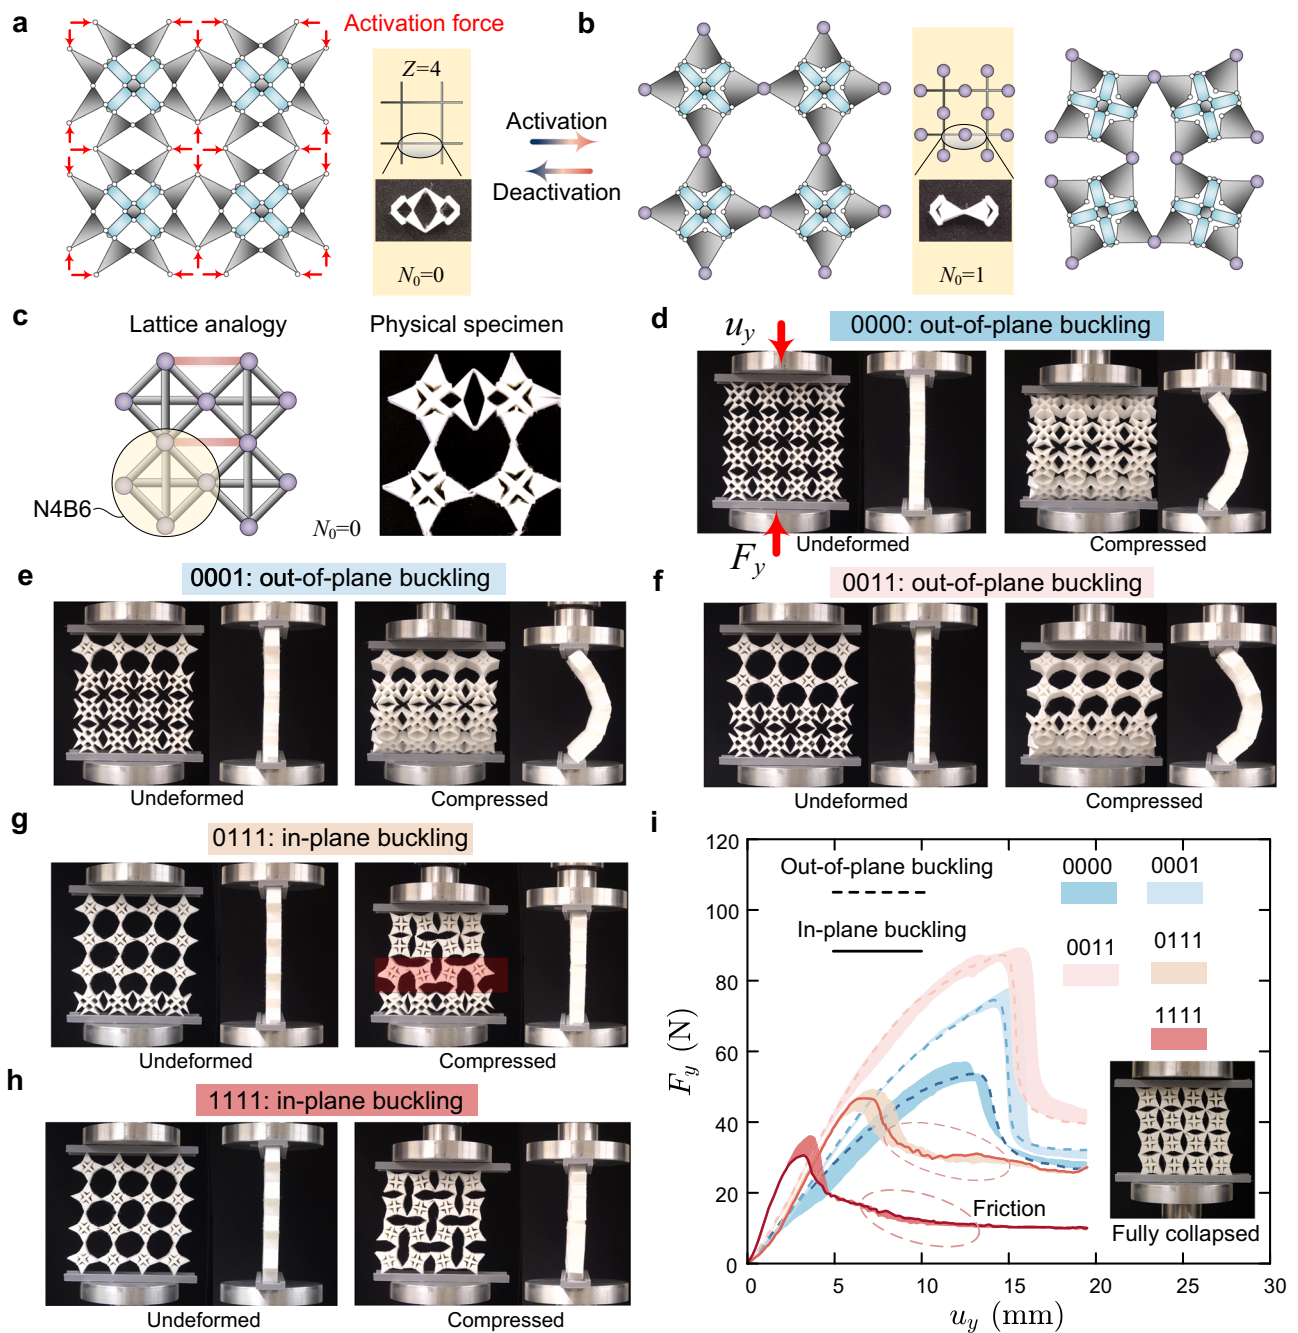 a
Activation force
Z=4
N₀=0
Activation
Deactivation
b
N₀=1
c
Lattice analogy
Physical specimen
N4B6
N₀=0
d
0000: out-of-plane buckling
u_y
F_y
Undeformed
Compressed
e
0001: out-of-plane buckling
Undeformed
Compressed
f
0011: out-of-plane buckling
Undeformed
Compressed
g
0111: in-plane buckling
Undeformed
Compressed
h
1111: in-plane buckling
Undeformed
Compressed
i
120
100
80
60
40
20
0
F_y (N)
Out-of-plane buckling
In-plane buckling
0000
0001
0011
0111
1111
Friction
Fully collapsed
0
5
10
15
20
25
30
u_y (mm)